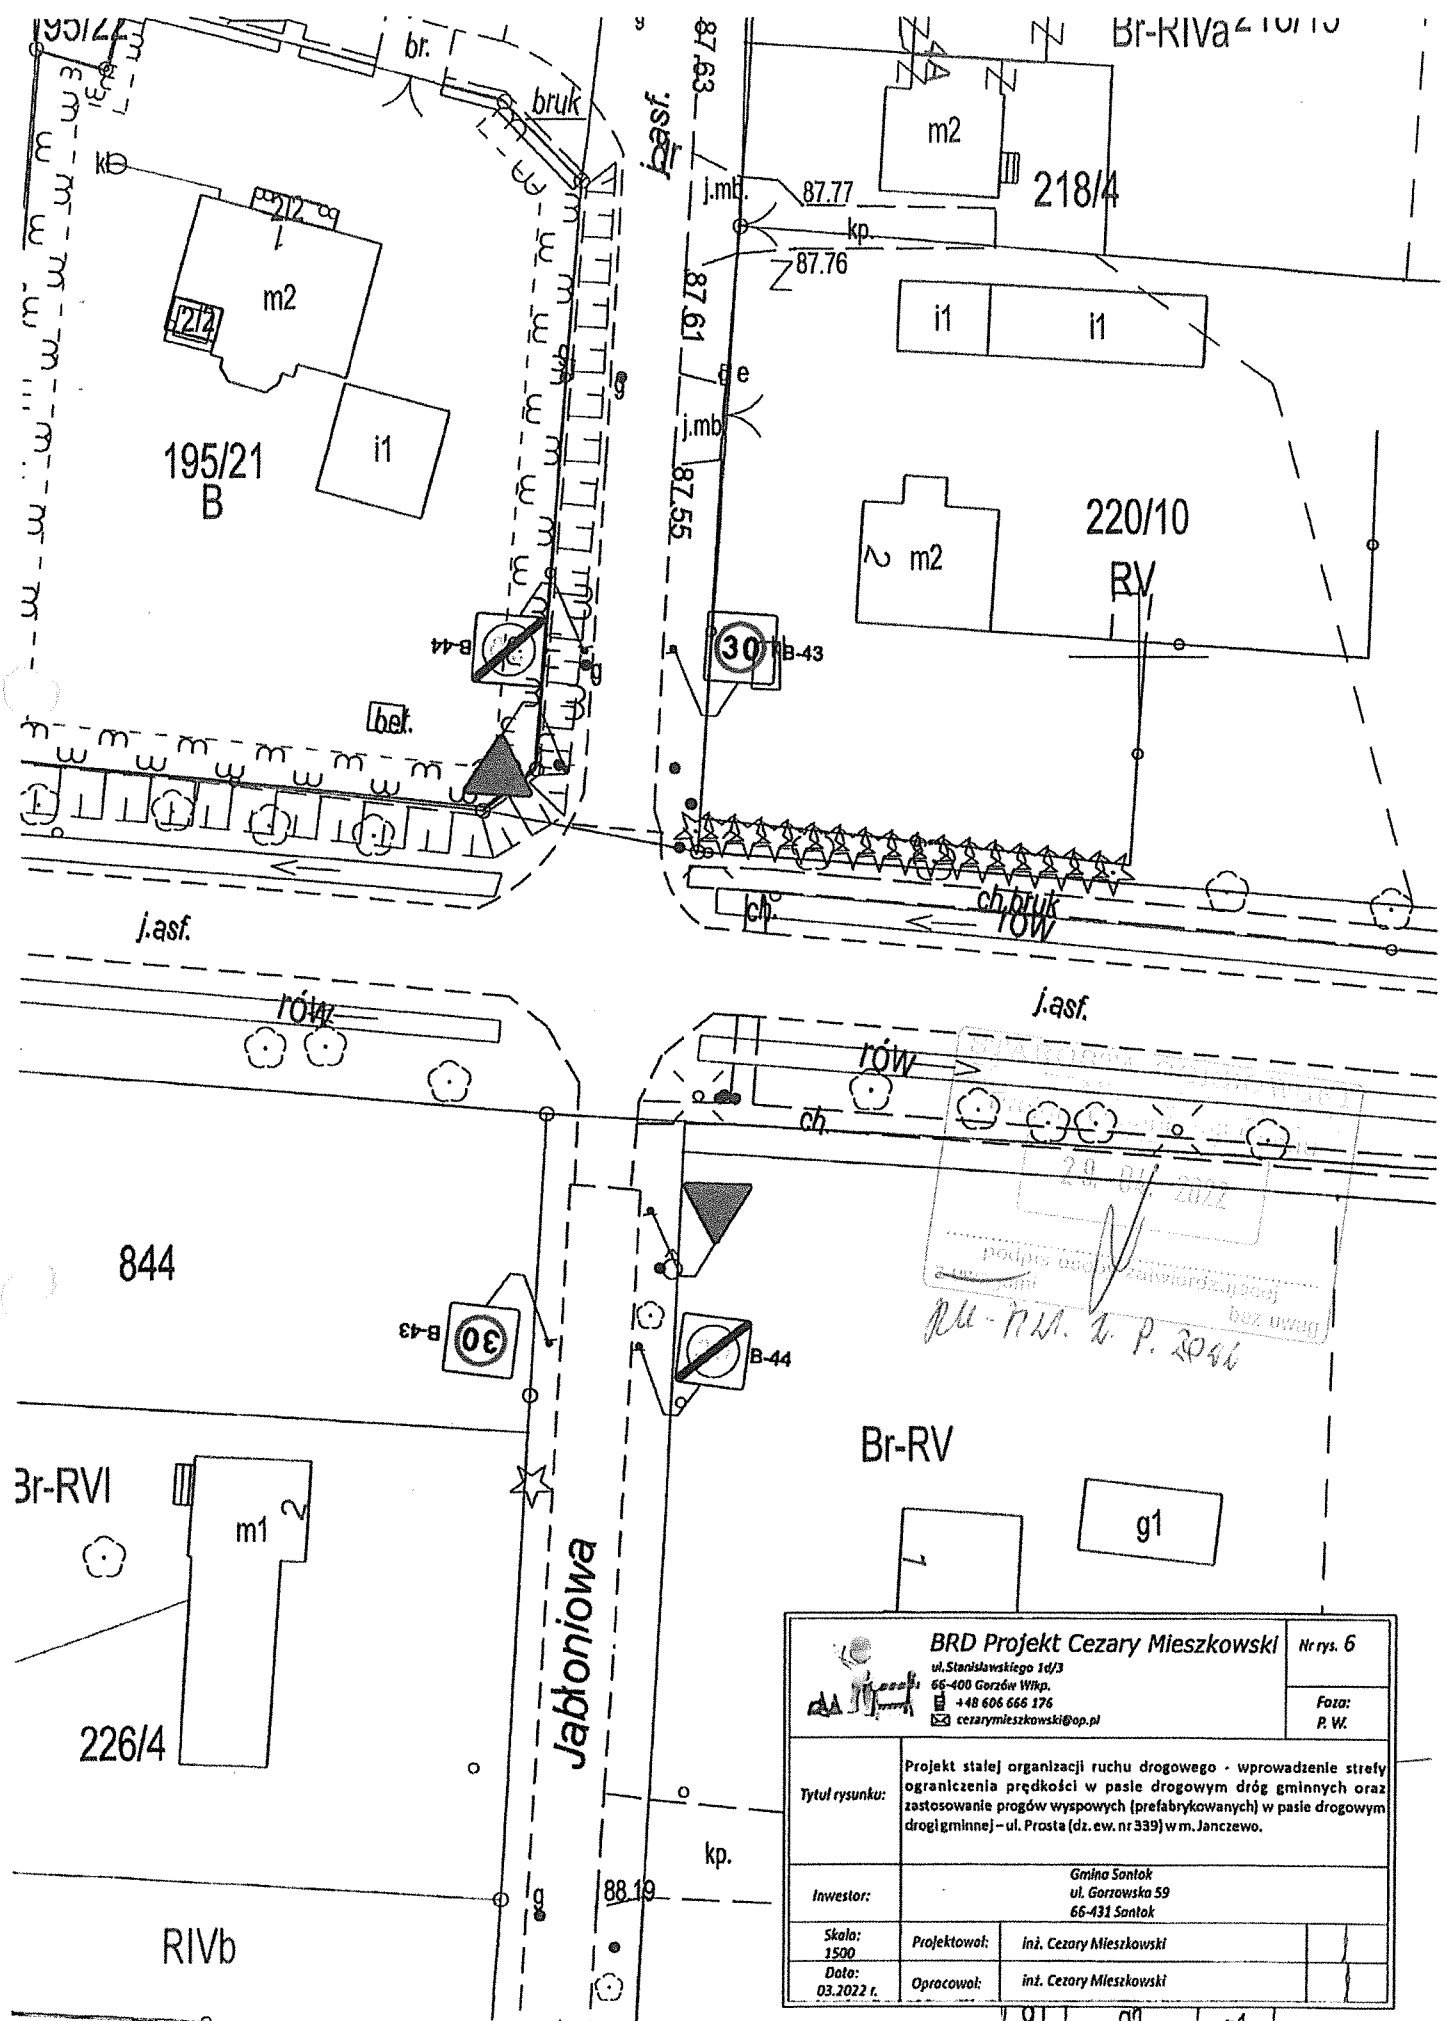 br.
bruk
87.63
j.asf.
Br-RIVa
m2
218/4
j.mb.
87.77
kp.
87.76
k
m2
i1
i1
87.61
e
g
j.mb
i1
195/21
B
87.55
220/10
RV
m2
2
B-44
30
B-43
g
bet.
j.asf.
ch.
ch.bruk
rów
rów
j.asf.
rów
ch.
28. 04. 2022
844
B-43
30
B-44
Br-RV
Br-RVI
m1
2
g1
1
Jabłoniowa
226/4
kp.
g
88.19
RIVb
BRD Projekt Cezary Mieszkowski
ul.Stanisławskiego 1d/3
66-400 Gorzów Wlkp.
+48 606 666 176
cezarymieszkowski@op.pl
Nr rys. 6
Faza:
P. W.
Tytuł rysunku:
Projekt stałej organizacji ruchu drogowego - wprowadzenie strefy
ograniczenia prędkości w pasie drogowym dróg gminnych oraz
zastosowanie progów wyspowych (prefabrykowanych) w pasie drogowym
drogi gminnej – ul. Prosta (dz. ew. nr 339) w m. Janczewo.
Inwestor:
Gmina Santok
ul. Gorzowska 59
66-431 Santok
Skala:
1500
Projektował:
inż. Cezary Mieszkowski
Data:
03.2022 r.
Opracował:
inż. Cezary Mieszkowski